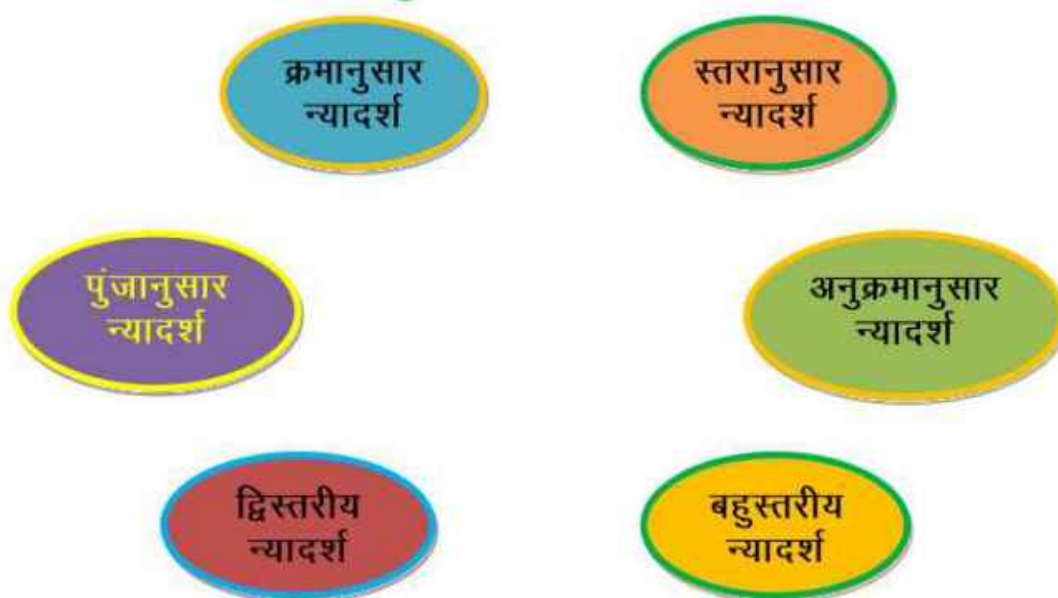 क्रमानुसार
न्यादर्श
स्तरानुसार
न्यादर्श
पुंजानुसार
न्यादर्श
अनुक्रमानुसार
न्यादर्श
द्विस्तरीय
न्यादर्श
बहुस्तरीय
न्यादर्श